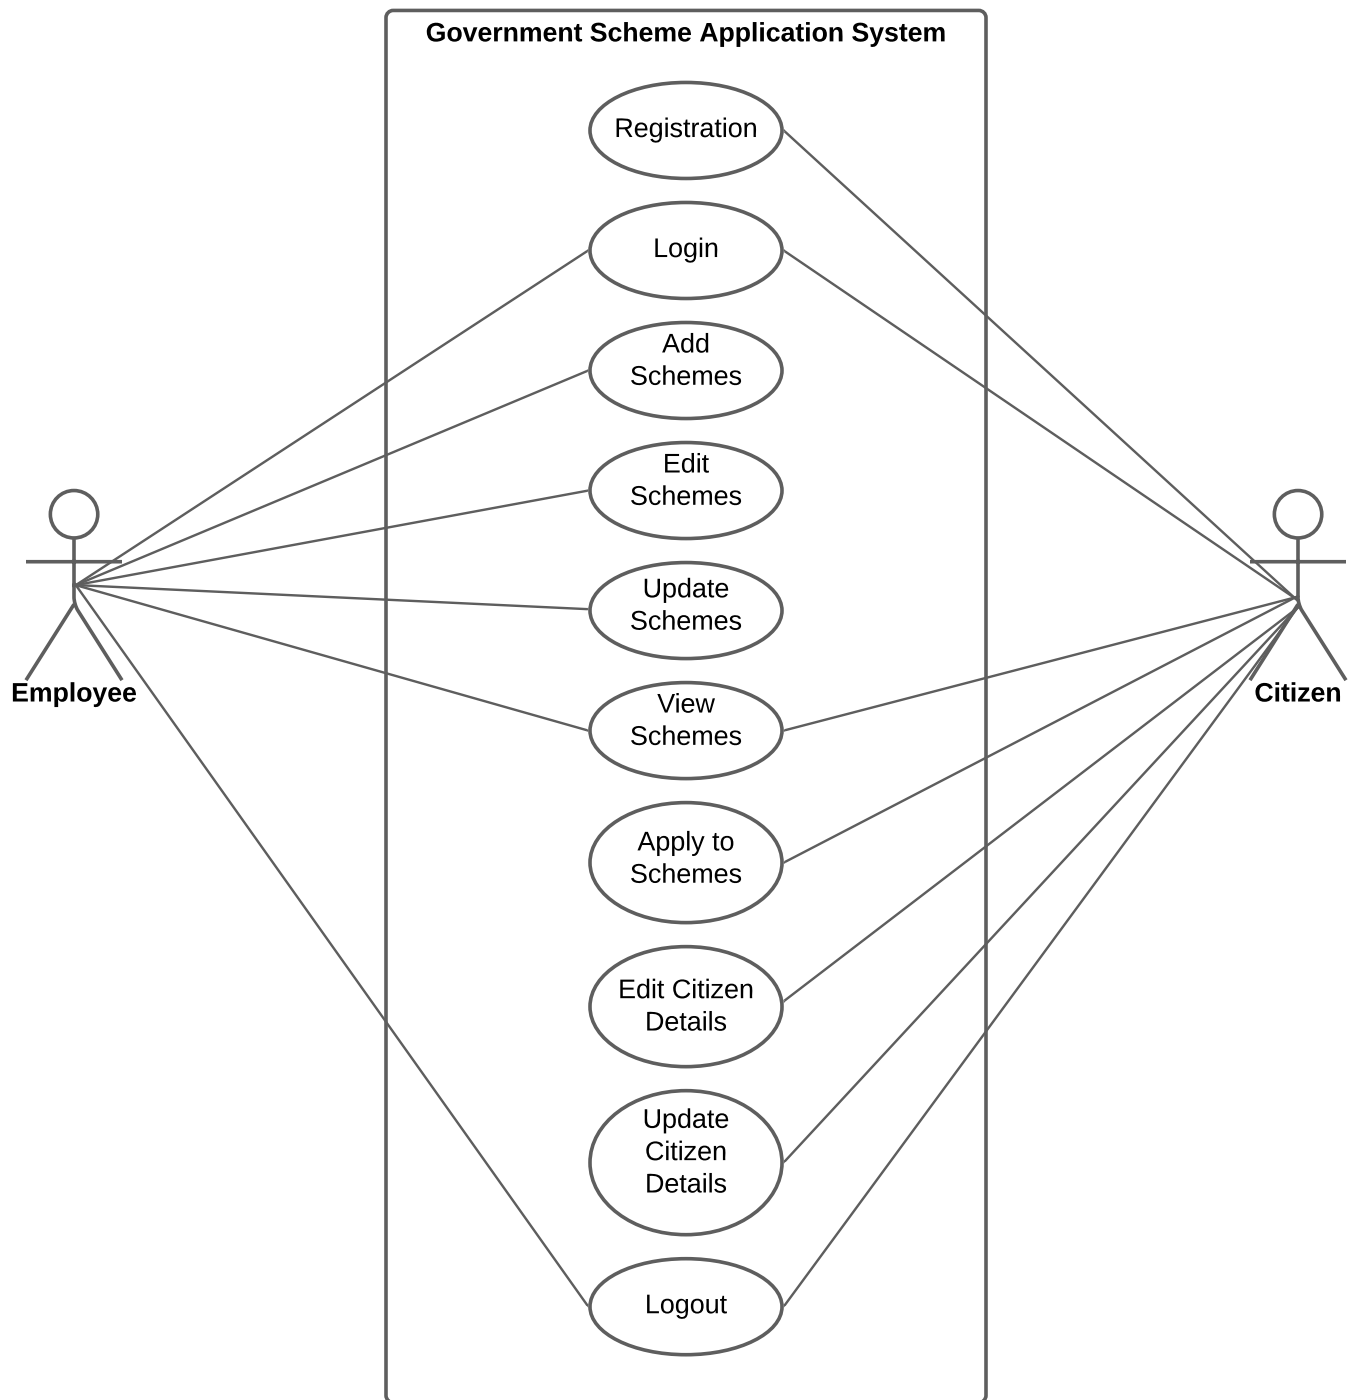 Government Scheme Application System
Registration
Login
Add
Schemes
Edit
Schemes
Update
Schemes
View
Schemes
Apply to
Schemes
Edit Citizen
Details
Update
Citizen
Details
Logout
Employee
Citizen